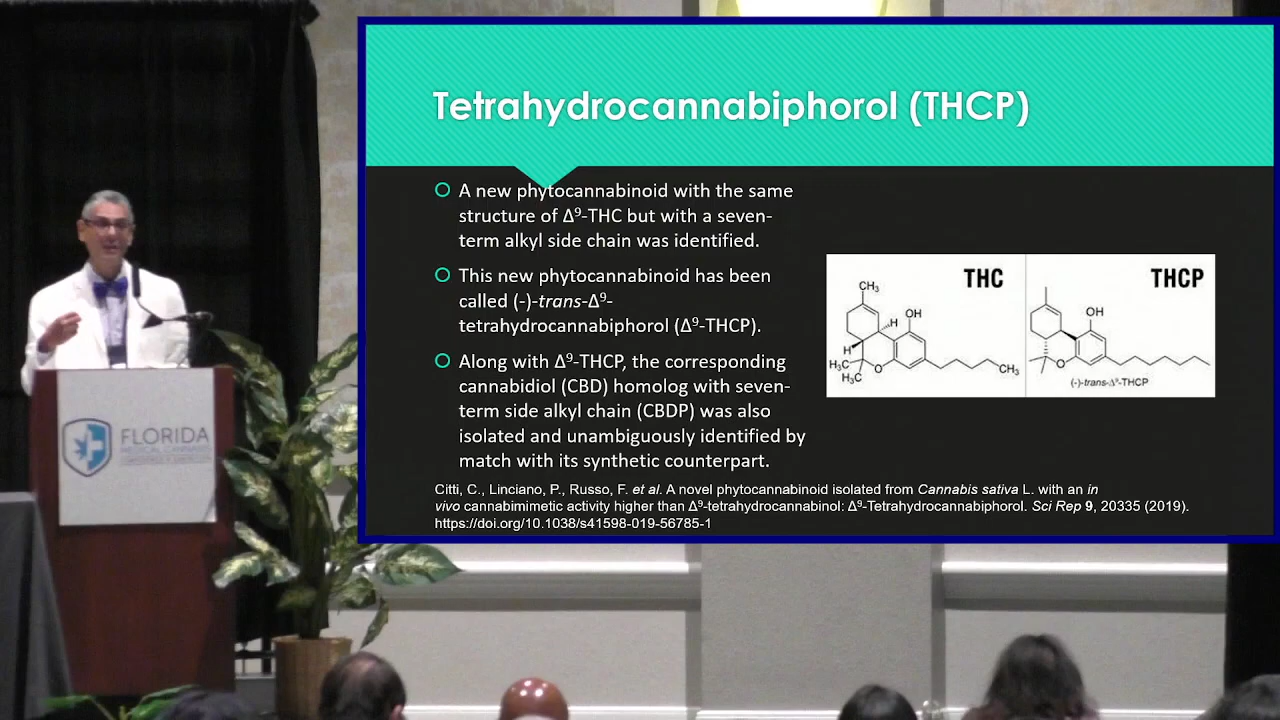 Tetrahydrocannabiphorol (THCP)
A new phytocannabinoid with the same
structure of Δ⁹-THC but with a seven-
term alkyl side chain was identified.
This new phytocannabinoid has been
called (-)-trans-Δ⁹-
tetrahydrocannabiphorol (Δ⁹-THCP).
Along with Δ⁹-THCP, the corresponding
cannabidiol (CBD) homolog with seven-
term side alkyl chain (CBDP) was also
isolated and unambiguously identified by
match with its synthetic counterpart.
THC
CH₃
OH
H
H
H₃C
H₃C
O
CH₃
THCP
OH
O
(-)-trans-Δ⁹-THCP
Citti, C., Linciano, P., Russo, F. et al. A novel phytocannabinoid isolated from Cannabis sativa L. with an in
vivo cannabimimetic activity higher than Δ⁹-tetrahydrocannabinol: Δ⁹-Tetrahydrocannabiphorol. Sci Rep 9, 20335 (2019).
https://doi.org/10.1038/s41598-019-56785-1
FLORIDA
MEDICAL CANNABIS